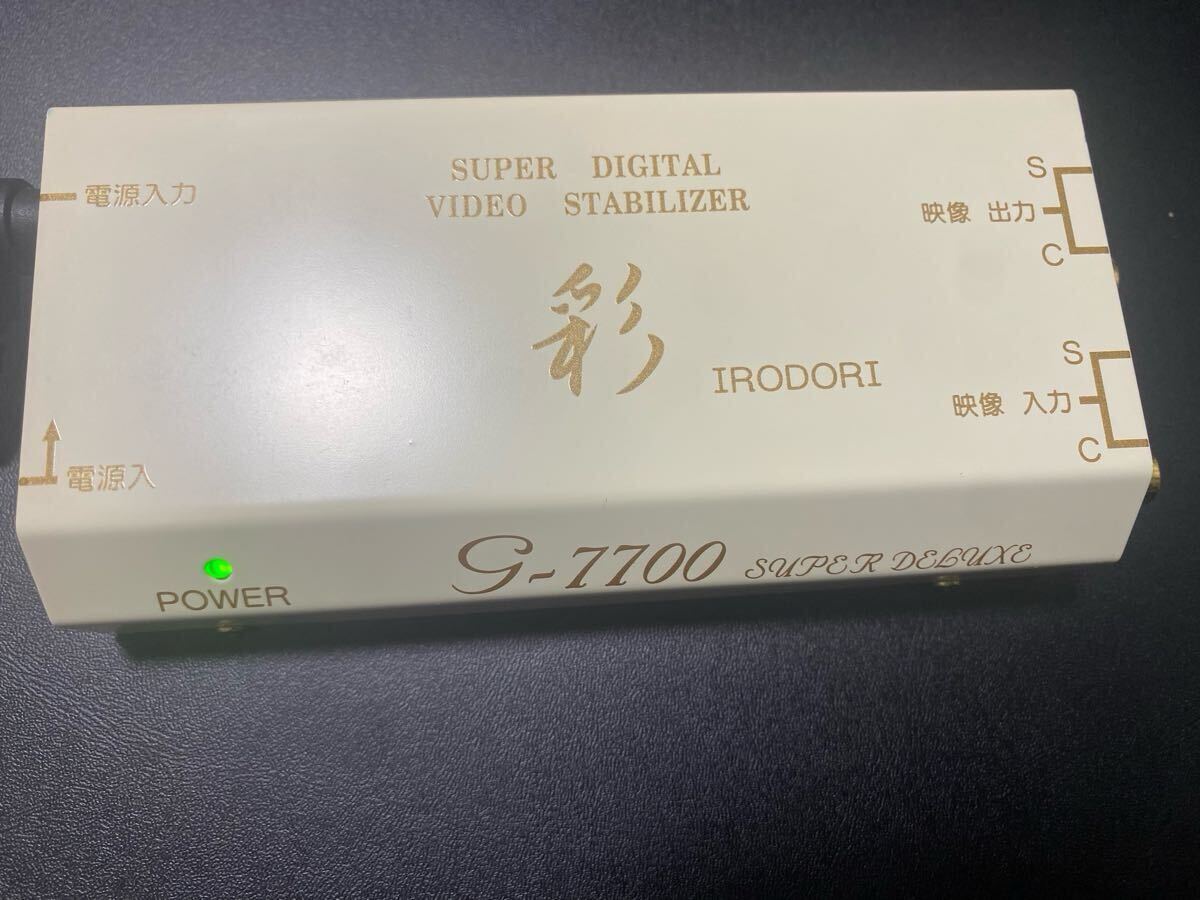 SUPER DIGITAL
VIDEO STABILIZER
電源入力
S
映像 出力
C
彩
IRODORI
S
映像 入力
C
電源入
POWER
G-7700 SUPER DELUXE